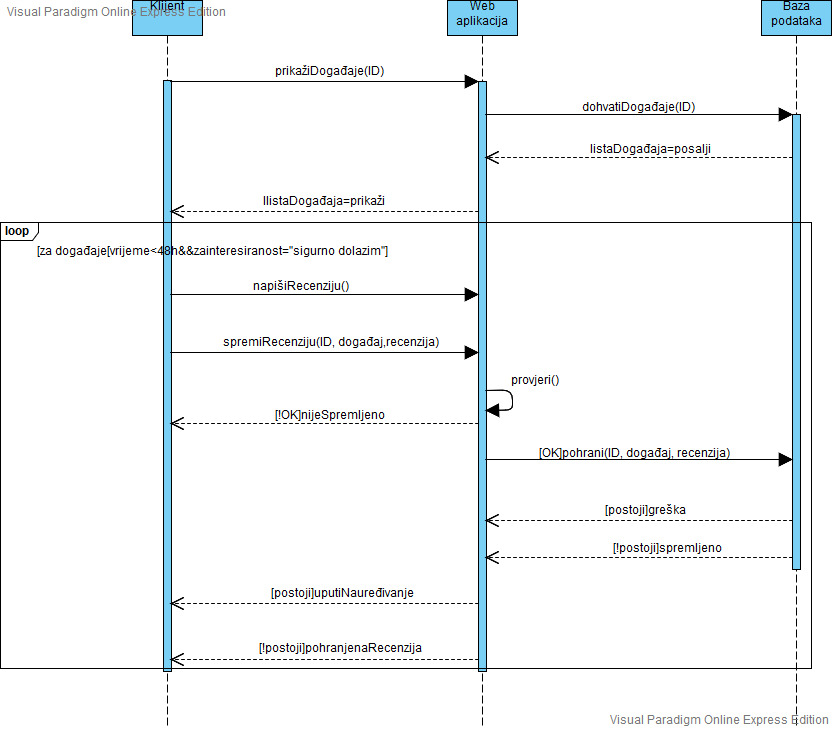 Visual Paradigm Online Express Edition
Klijent
Web
aplikacija
Baza
podataka
prikažiDogađaje(ID)
dohvatiDogađaje(ID)
listaDogađaja=posalji
llistaDogađaja=prikaži
loop
[za događaje[vrijeme<48h&&zainteresiranost="sigurno dolazim"]
napišiRecenziju()
spremiRecenziju(ID, događaj,recenzija)
provjeri()
[!OK]nijeSpremljeno
[OK]pohrani(ID, događaj, recenzija)
[postoji]greška
[!postoji]spremljeno
[postoji]uputiNauređivanje
[!postoji]pohranjenaRecenzija
Visual Paradigm Online Express Edition